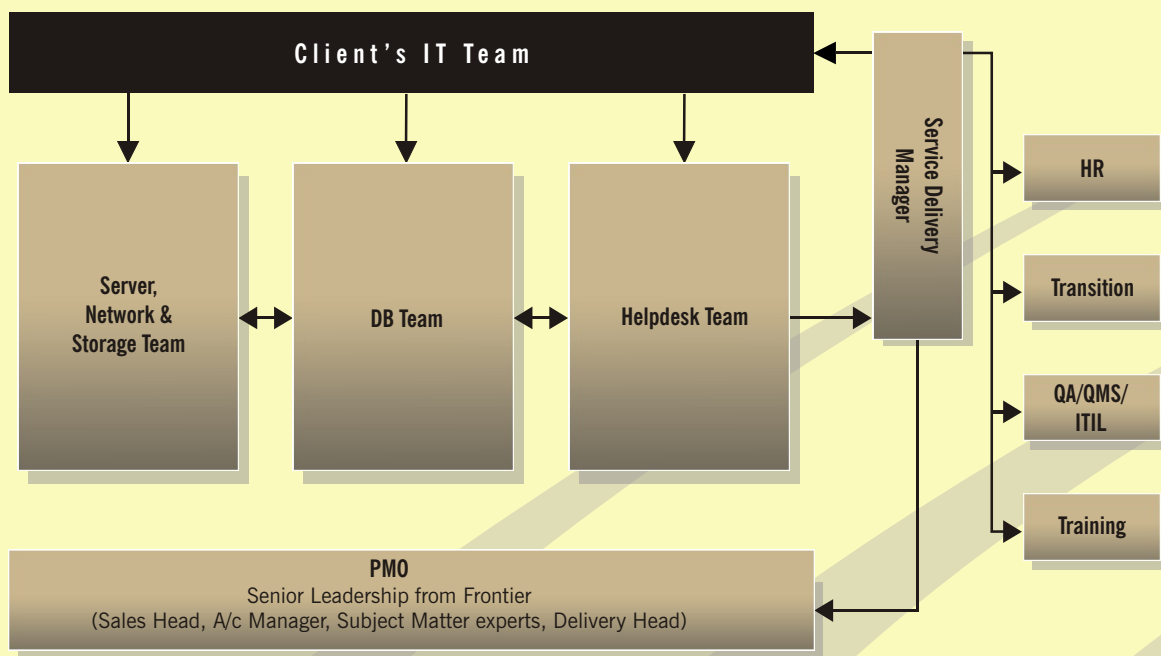 Client's IT Team
Service Delivery
Manager
HR
Server,
Network &
Storage Team
DB Team
Helpdesk Team
Transition
QA/QMS/
ITIL
Training
PMO
Senior Leadership from Frontier
(Sales Head, A/c Manager, Subject Matter experts, Delivery Head)